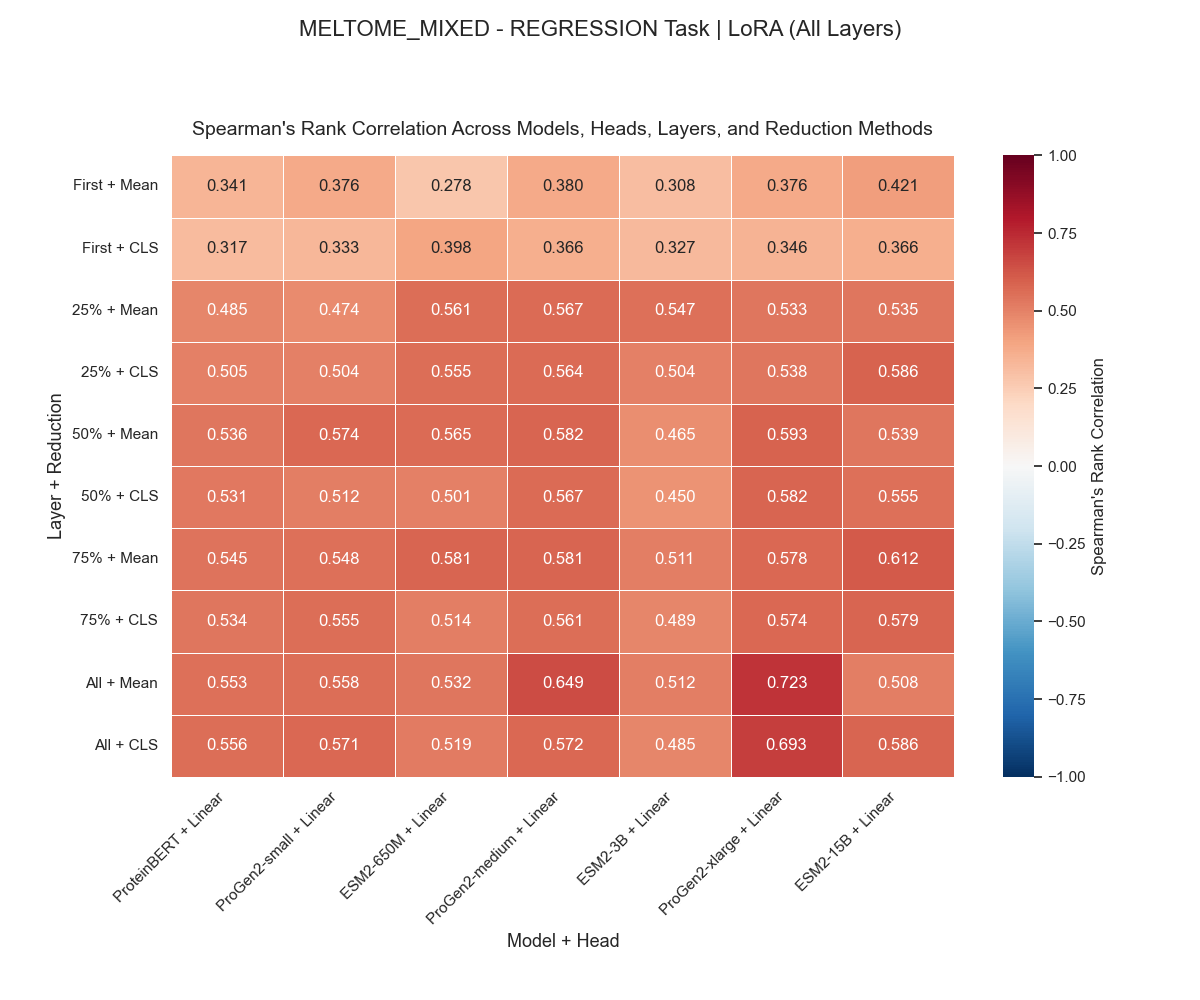 MELTOME_MIXED - REGRESSION Task | LoRA (All Layers)
Spearman's Rank Correlation Across Models, Heads, Layers, and Reduction Methods
Layer + Reduction
First + Mean 0.341 0.376 0.278 0.380 0.308 0.376 0.421
First + CLS 0.317 0.333 0.398 0.366 0.327 0.346 0.366
25% + Mean 0.485 0.474 0.561 0.567 0.547 0.533 0.535
25% + CLS 0.505 0.504 0.555 0.564 0.504 0.538 0.586
50% + Mean 0.536 0.574 0.565 0.582 0.465 0.593 0.539
50% + CLS 0.531 0.512 0.501 0.567 0.450 0.582 0.555
75% + Mean 0.545 0.548 0.581 0.581 0.511 0.578 0.612
75% + CLS 0.534 0.555 0.514 0.561 0.489 0.574 0.579
All + Mean 0.553 0.558 0.532 0.649 0.512 0.723 0.508
All + CLS 0.556 0.571 0.519 0.572 0.485 0.693 0.586
ProteinBERT + Linear
ProGen2-small + Linear
ESM2-650M + Linear
ProGen2-medium + Linear
ESM2-3B + Linear
ProGen2-xlarge + Linear
ESM2-15B + Linear
Model + Head
1.00
0.75
0.50
0.25
0.00
−0.25
−0.50
−0.75
−1.00
Spearman's Rank Correlation